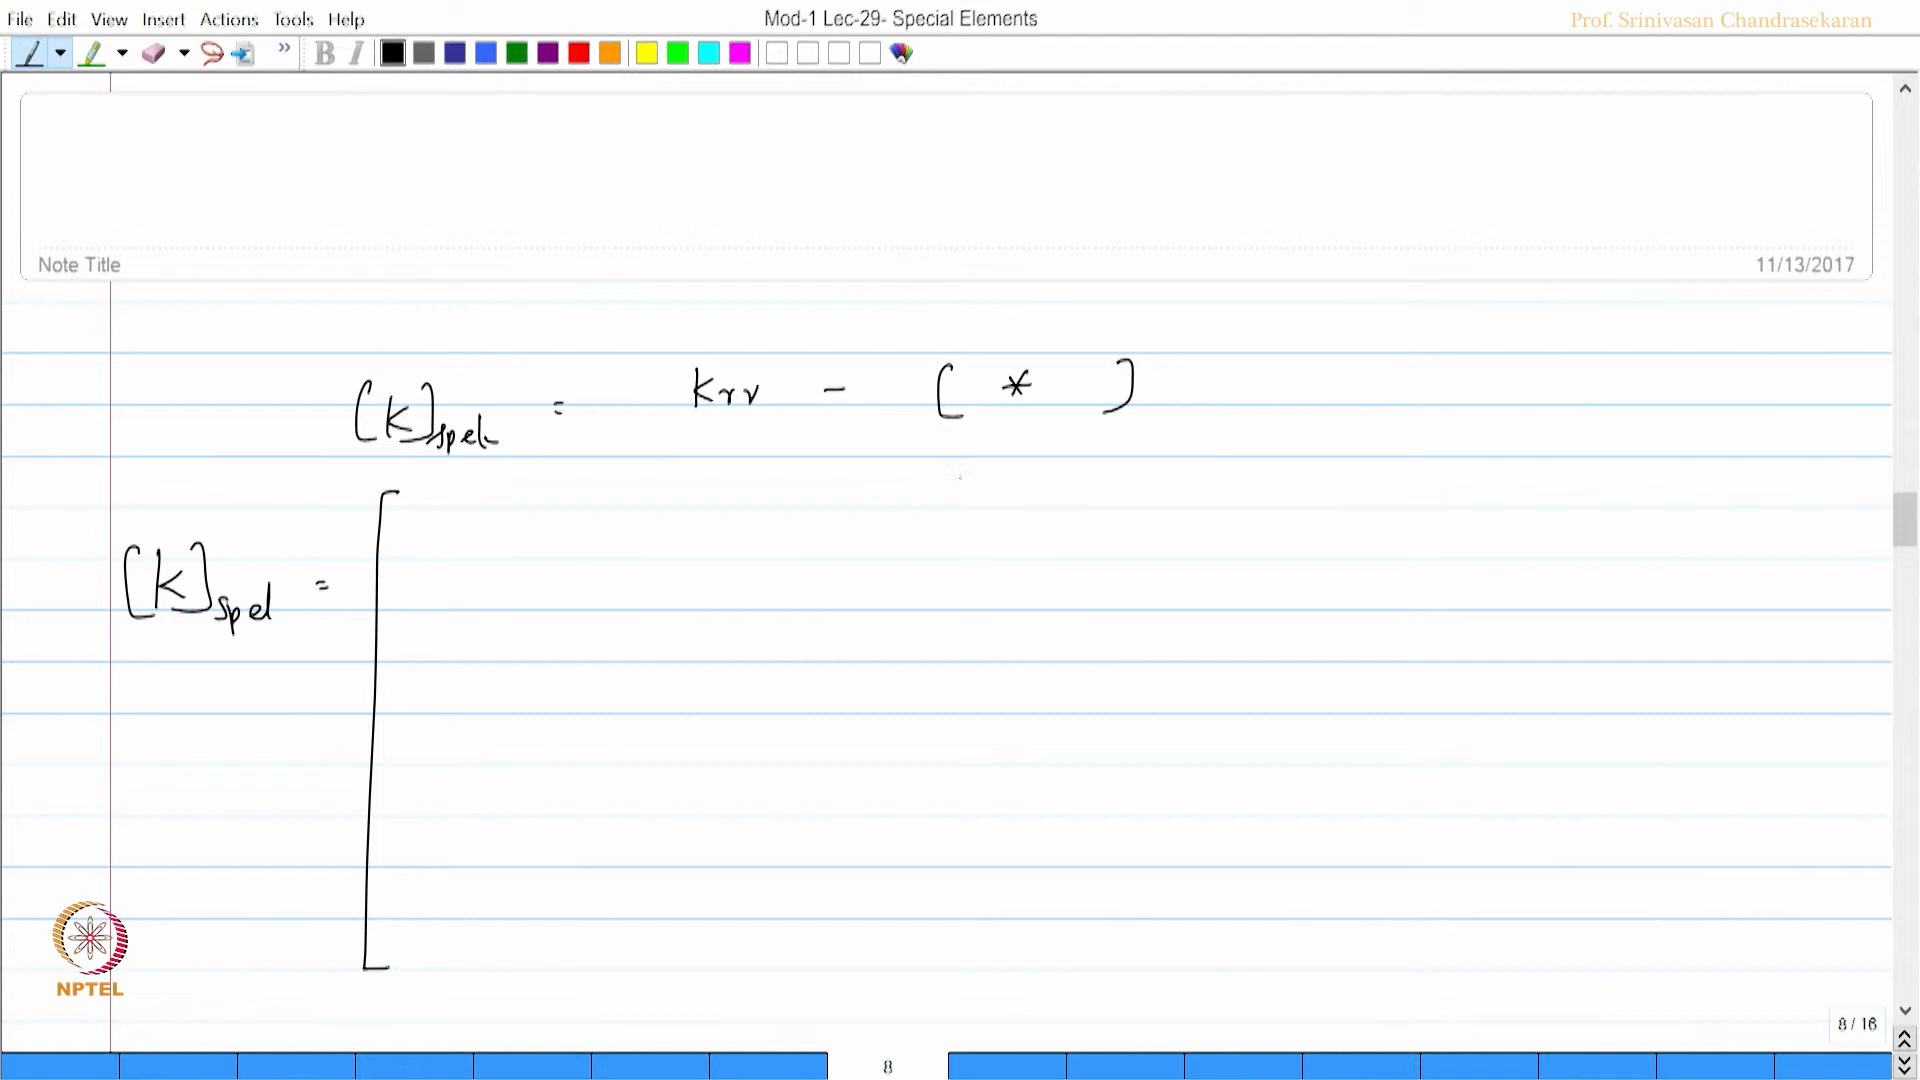 File Edit View Insert Actions Tools Help
Mod-1 Lec-29- Special Elements
Prof. Srinivasan Chandrasekaran
B I
Note Title
11/13/2017
[K]spel = Krr - [ * ]
[K]spel = [
NPTEL
8 / 16
8